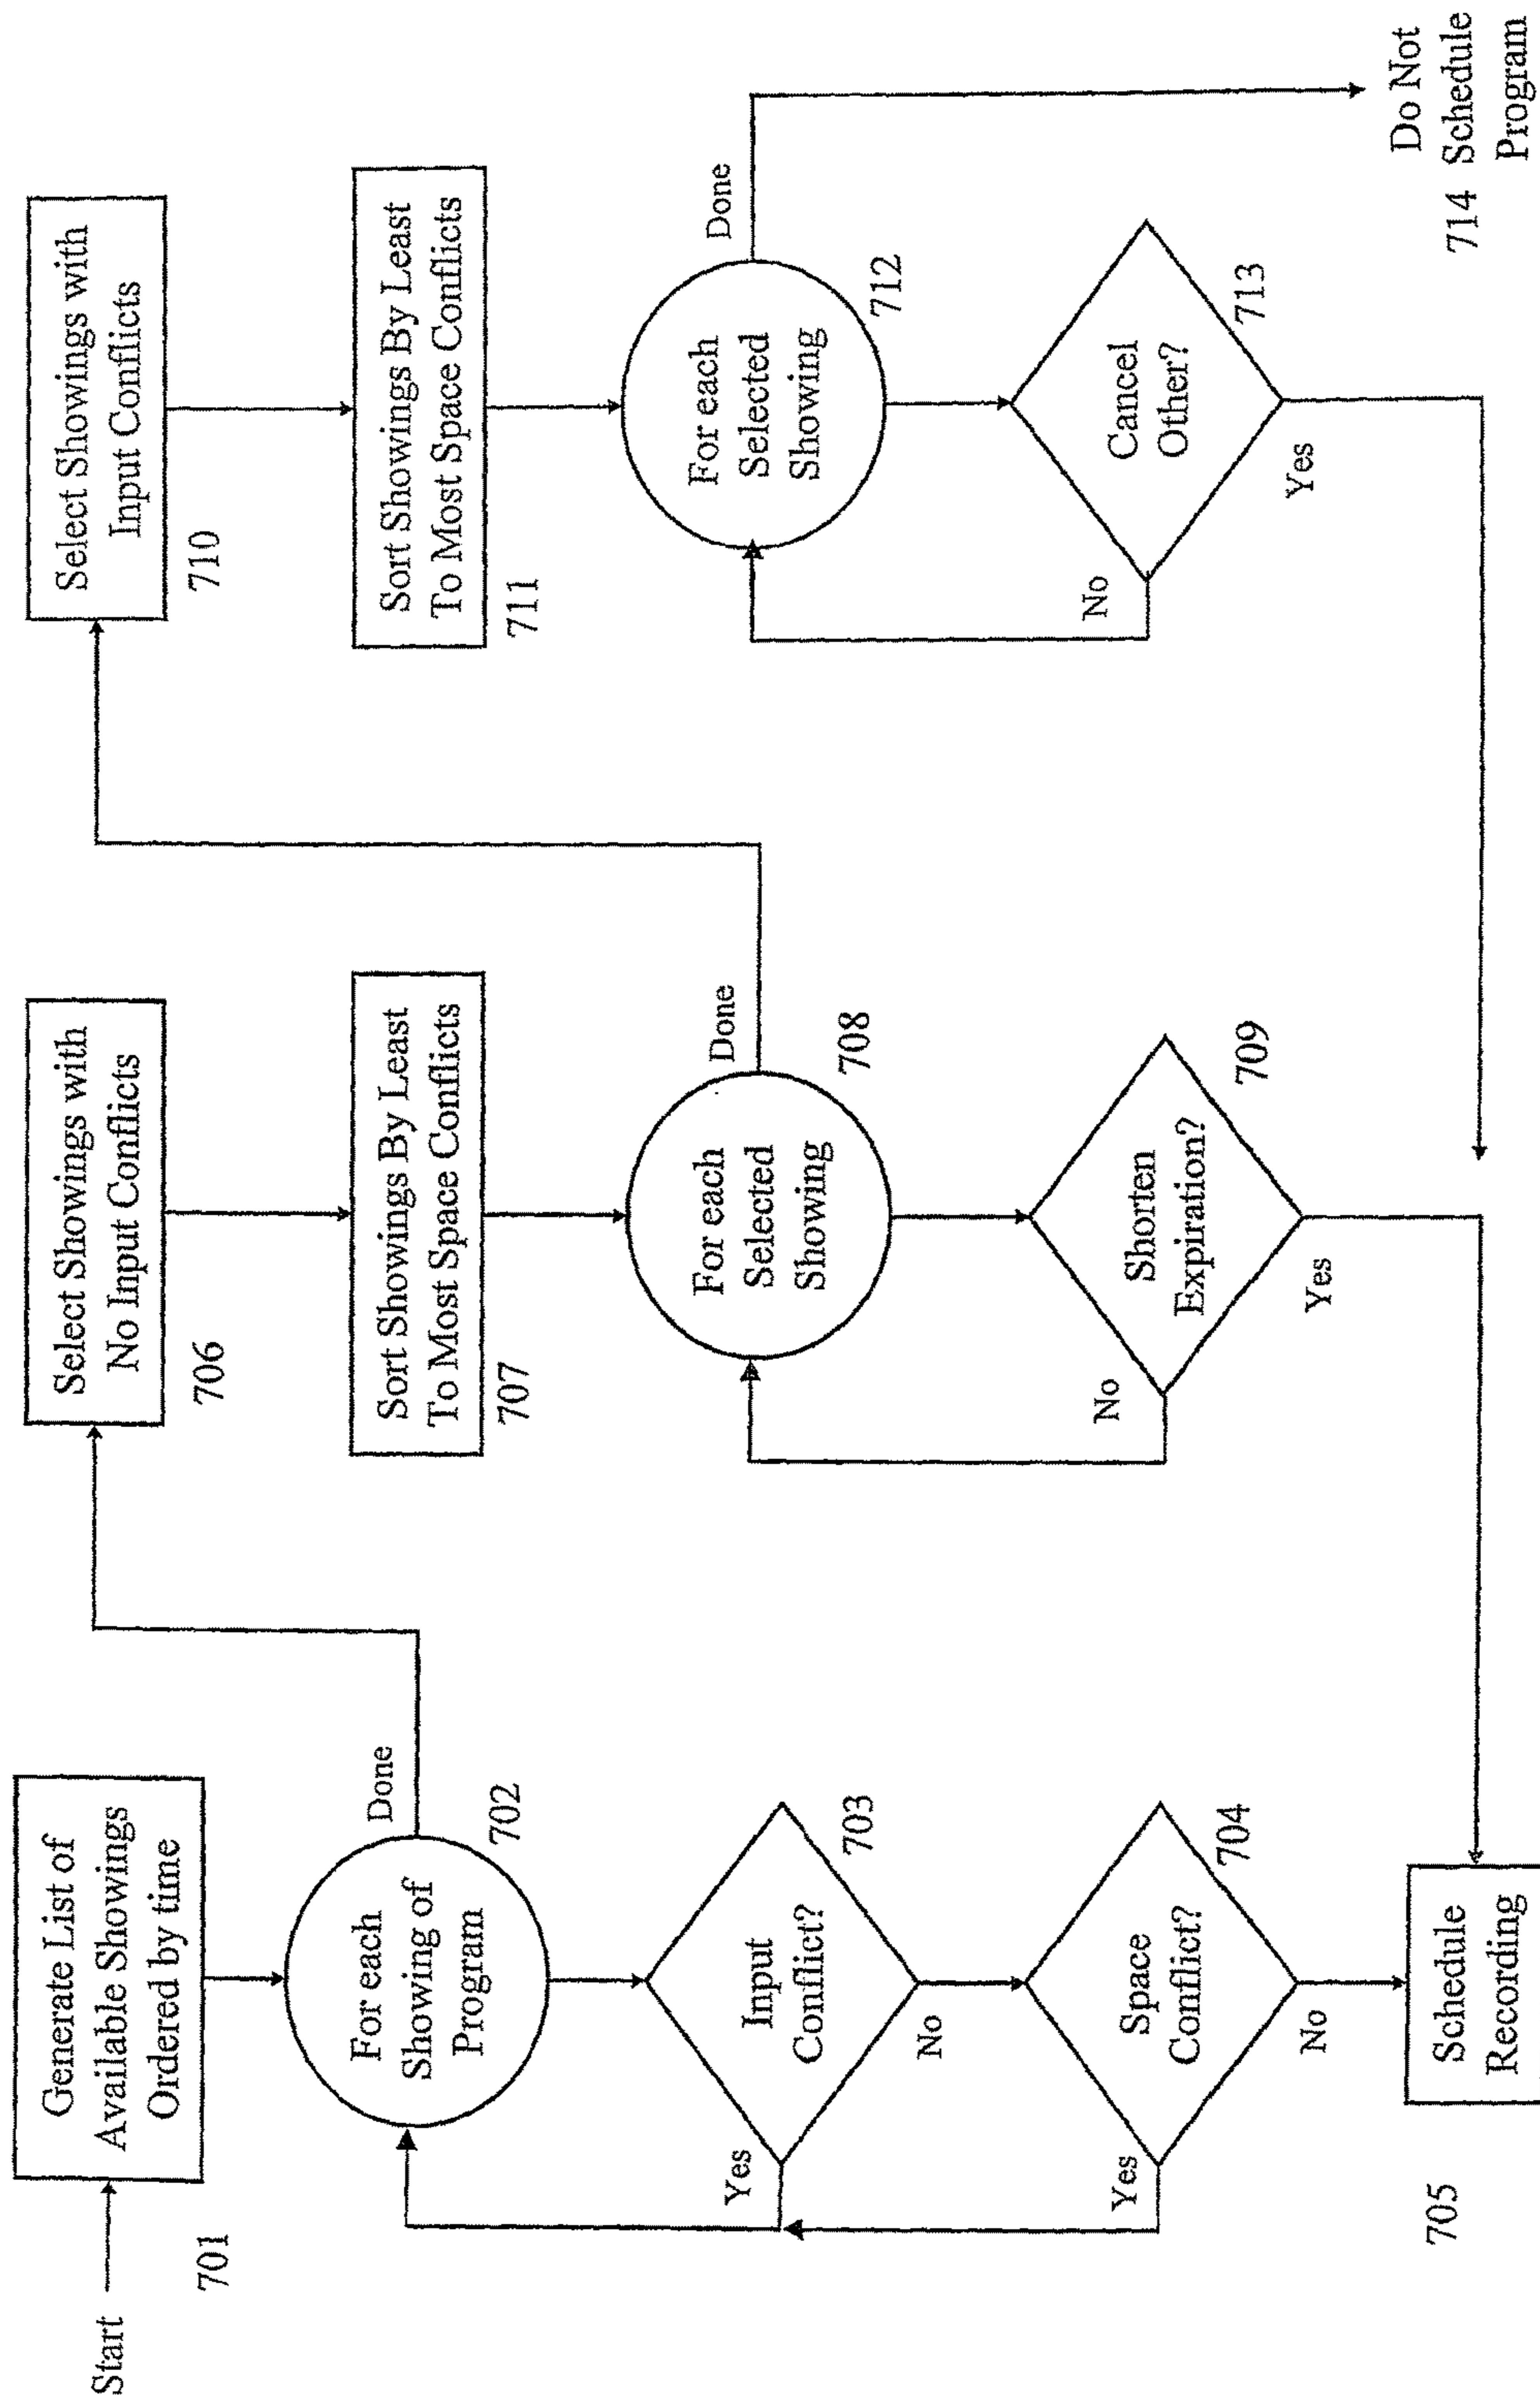 Start
Generate List of
Available Showings
Ordered by time
701
For each
Showing of
Program
Done
702
Input
Conflict?
703
Yes
No
Space
Conflict?
704
Yes
No
Schedule
Recording
705
Select Showings with
No Input Conflicts
706
Sort Showings By Least
To Most Space Conflicts
707
For each
Selected
Showing
Done
708
Shorten
Expiration?
709
No
Yes
Select Showings with
Input Conflicts
710
Sort Showings By Least
To Most Space Conflicts
711
For each
Selected
Showing
Done
712
Cancel
Other?
713
No
Yes
Do Not
714 Schedule
Program